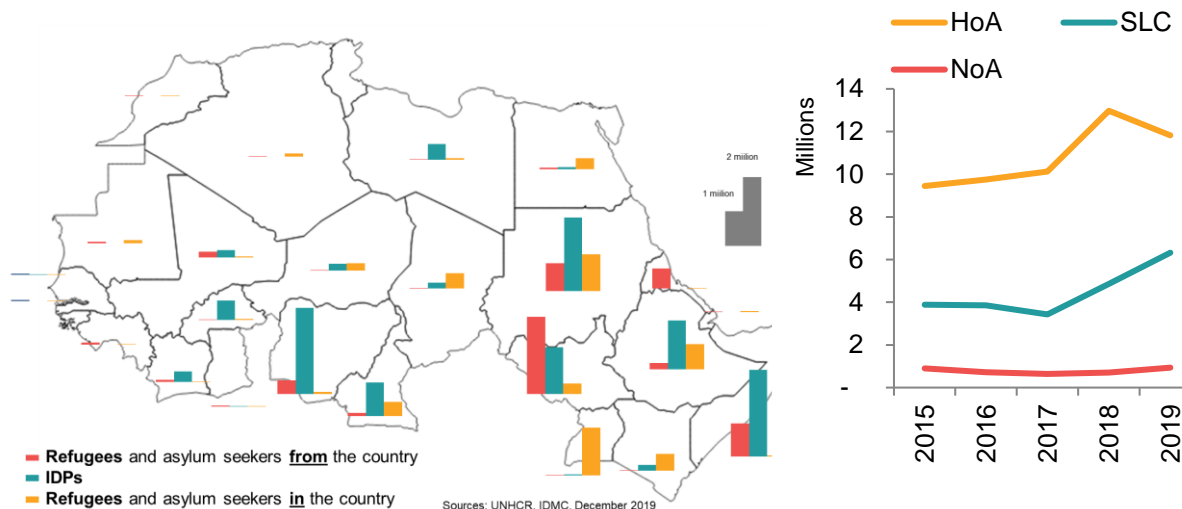 2 miilion
1 miilion
Refugees and asylum seekers from the country
IDPs
Refugees and asylum seekers in the country
Sources: UNHCR, IDMC, December 2019
HoA
SLC
NoA
Millions
14
12
10
8
6
4
2
-
2015
2016
2017
2018
2019